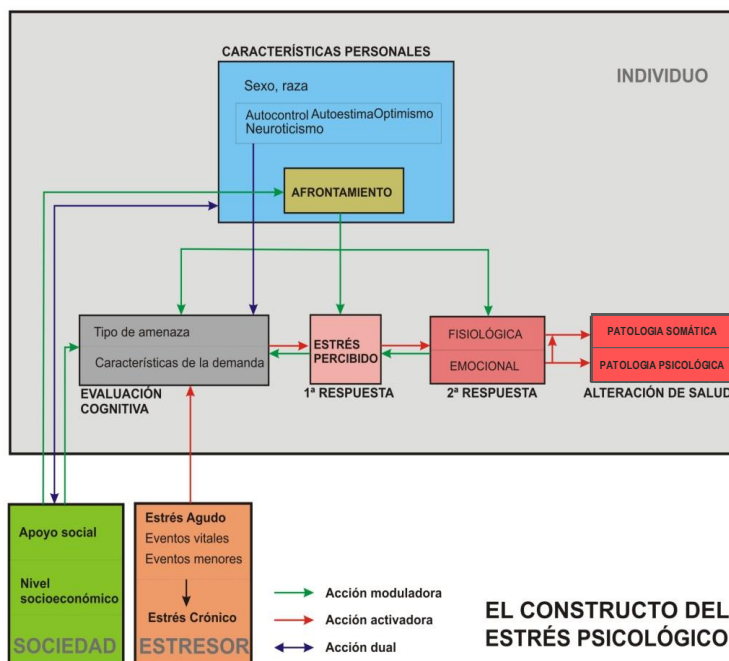 CARACTERÍSTICAS PERSONALES
INDIVIDUO
Sexo, raza
Autocontrol AutoestimaOptimismo
Neuroticismo
AFRONTAMIENTO
Tipo de amenaza
Características de la demanda
EVALUACIÓN
COGNITIVA
ESTRÉS
PERCIBIDO
1ª RESPUESTA
FISIOLÓGICA
EMOCIONAL
2ª RESPUESTA
PATOLOGIA SOMÁTICA
PATOLOGIA PSICOLÓGICA
ALTERACIÓN DE SALUD
Apoyo social
Nivel
socioeconómico
SOCIEDAD
Estrés Agudo
Eventos vitales
Eventos menores
Estrés Crónico
ESTRESOR
Acción moduladora
Acción activadora
Acción dual
EL CONSTRUCTO DEL
ESTRÉS PSICOLÓGICO